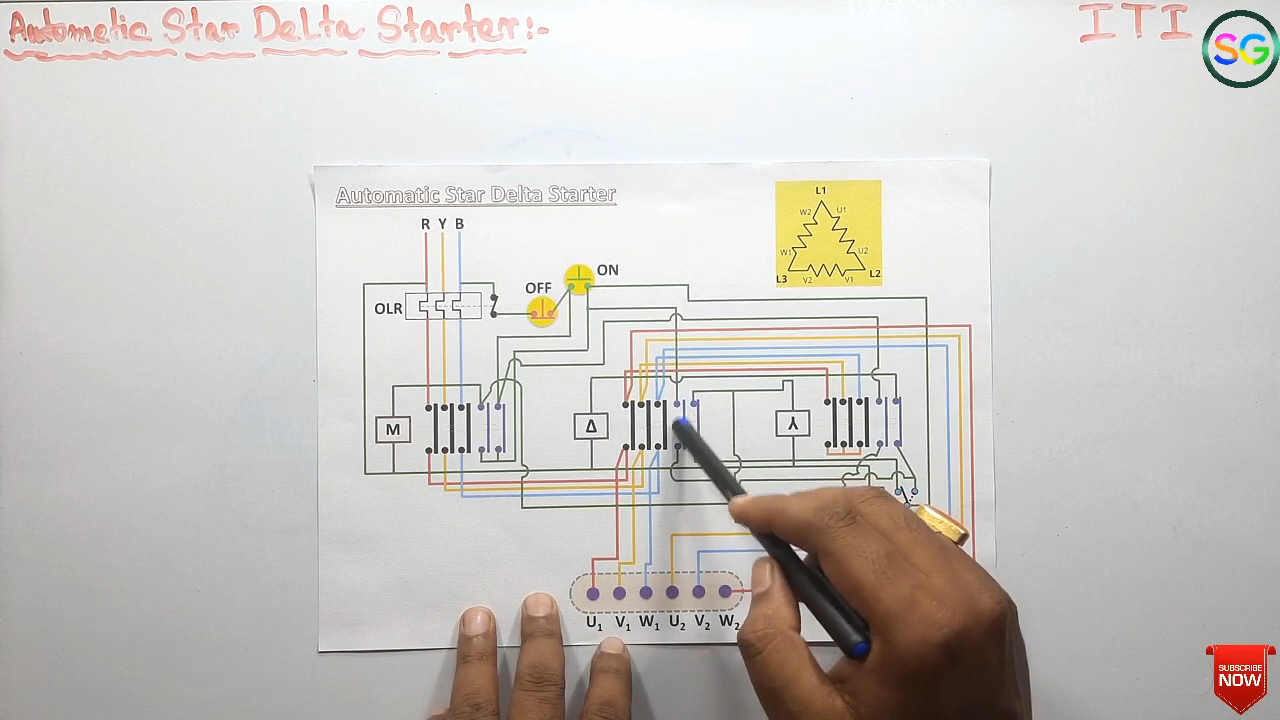 Autometic Star Delta Starter:-
ITI
SG
Automatic Star Delta Starter
R Y B
L1
W2 U1
W1 U2
L3 V2 V1 L2
ON
OFF
OLR
M
Δ
⅄
U1 V1 W1 U2 V2 W2
SUBSCRIBE
NOW